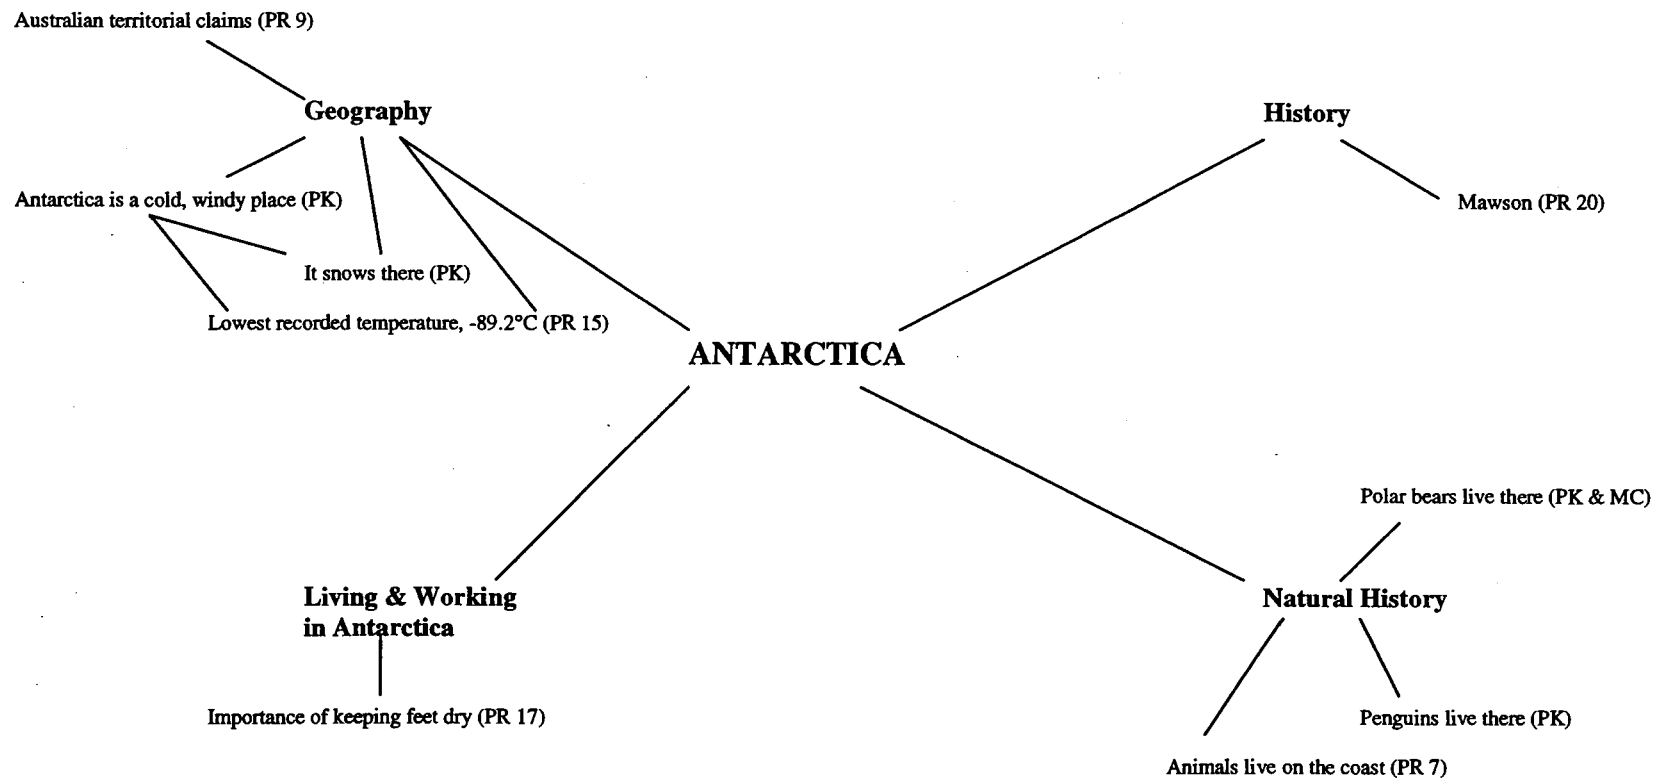 Australian territorial claims (PR 9)
Geography
History
Antarctica is a cold, windy place (PK)
Mawson (PR 20)
It snows there (PK)
Lowest recorded temperature, -89.2°C (PR 15)
ANTARCTICA
Polar bears live there (PK & MC)
Living & Working
in Antarctica
Natural History
Importance of keeping feet dry (PR 17)
Penguins live there (PK)
Animals live on the coast (PR 7)